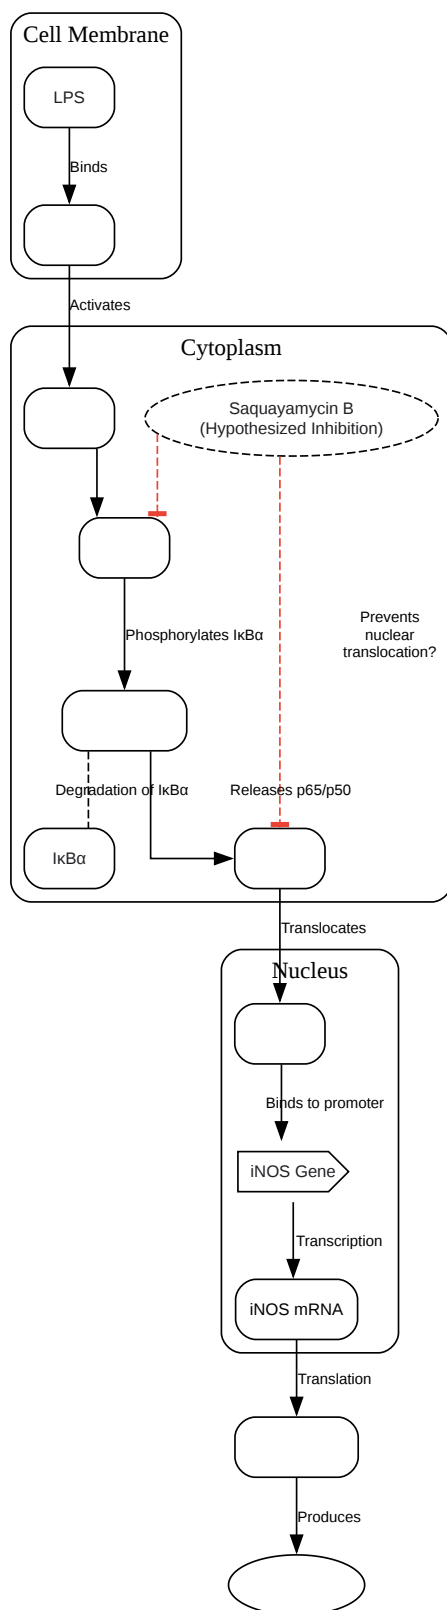 Cell Membrane
LPS
Binds
Activates
Cytoplasm
Saquayamycin B
(Hypothesized Inhibition)
Phosphorylates IκBα
Prevents
nuclear
translocation?
Degradation of IκBα
Releases p65/p50
IκBα
Translocates
Nucleus
Binds to promoter
iNOS Gene
Transcription
iNOS mRNA
Translation
Produces